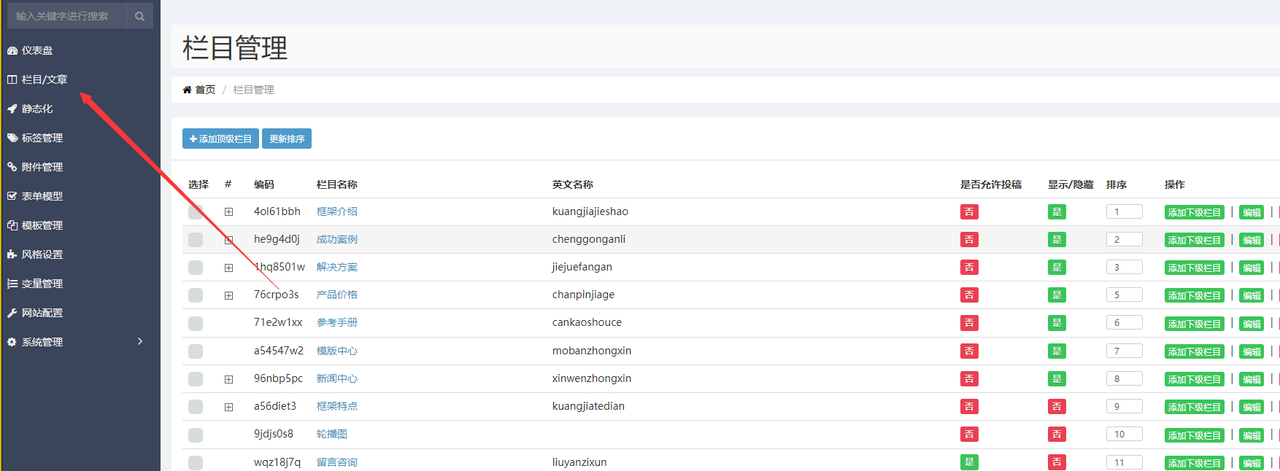 输入关键字进行搜索
仪表盘
栏目/文章
静态化
标签管理
附件管理
表单模型
模板管理
风格设置
变量管理
网站配置
系统管理
栏目管理
首页 / 栏目管理
添加顶级栏目 更新排序
选择 # 编码 栏目名称 英文名称 是否允许投稿 显示/隐藏 排序 操作
4ol61bbh 框架介绍 kuangjiajieshao 否 是 1 添加下级栏目 | 编辑 |
he9g4d0j 成功案例 chenggonganli 否 是 2 添加下级栏目 | 编辑 |
1hq8501w 解决方案 jiejuefangan 否 是 3 添加下级栏目 | 编辑 |
76crpo3s 产品价格 chanpinjiage 否 是 5 添加下级栏目 | 编辑 |
71e2w1xx 参考手册 cankaoshouce 否 是 6 添加下级栏目 | 编辑 |
a54547w2 模版中心 mobanzhongxin 否 是 7 添加下级栏目 | 编辑 |
96nbp5pc 新闻中心 xinwenzhongxin 否 是 8 添加下级栏目 | 编辑 |
a56diet3 框架特点 kuangjiatedian 否 否 9 添加下级栏目 | 编辑 |
9jdjs0s8 轮播图 否 否 10 添加下级栏目 | 编辑 |
wqz18j7q 留言咨询 liuyanzixun 是 否 11 添加下级栏目 | 编辑 |